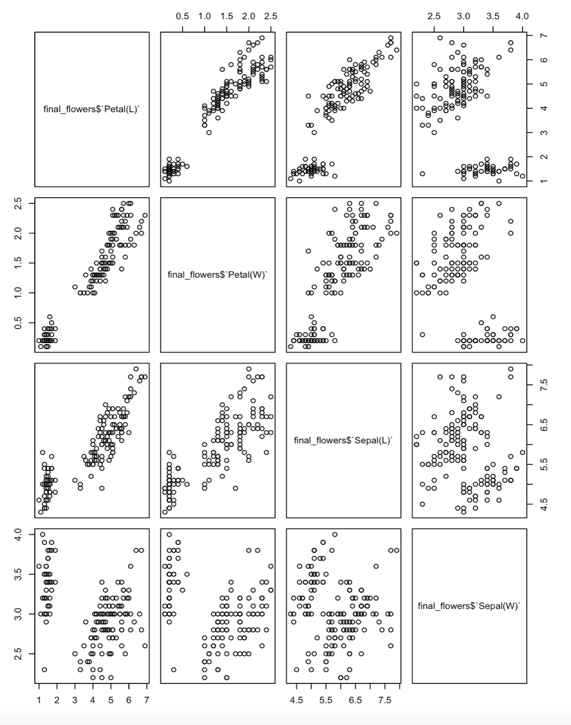 0.5 1.0 1.5 2.0 2.5
2.5 3.0 3.5 4.0
final_flowers$`Petal(L)`
1 2 3 4 5 6 7
0.5 1.0 1.5 2.0 2.5
final_flowers$`Petal(W)`
final_flowers$`Sepal(L)`
4.5 5.5 6.5 7.5
2.5 3.0 3.5 4.0
final_flowers$`Sepal(W)`
1 2 3 4 5 6 7
4.5 5.5 6.5 7.5